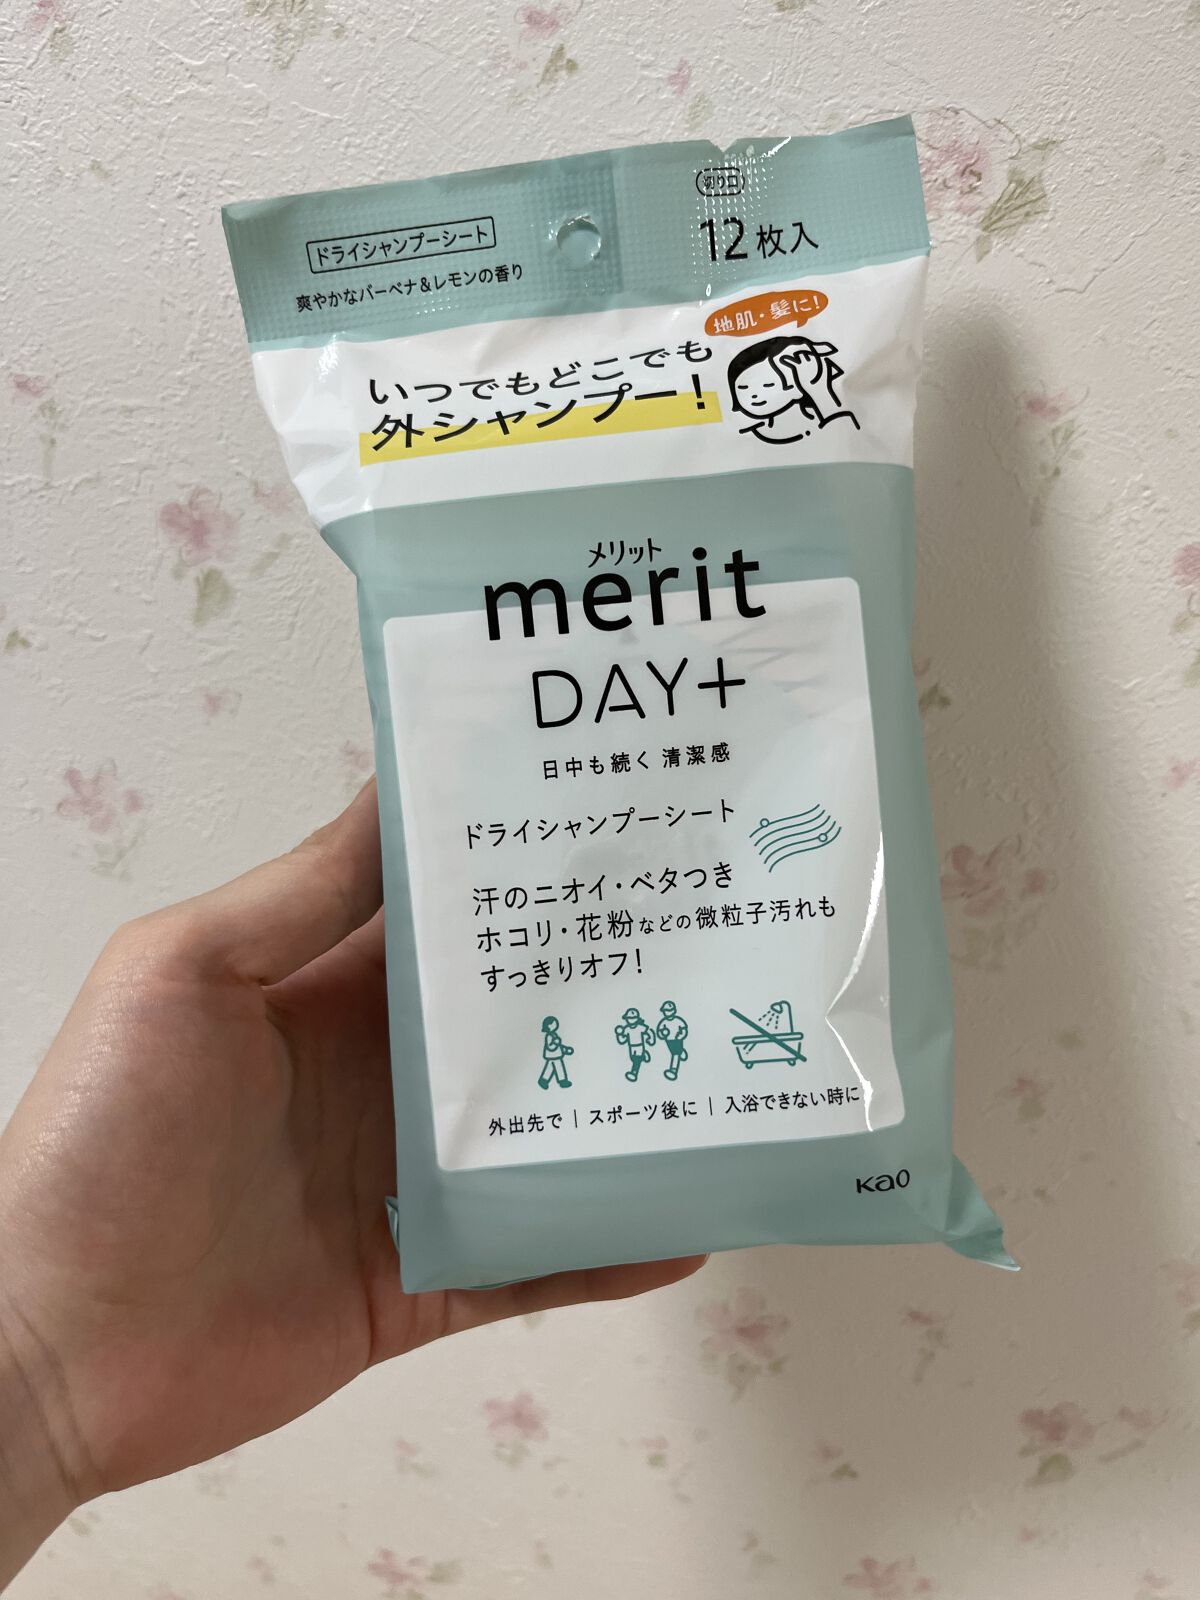 切り口
ドライシャンプーシート
12枚入
爽やかなバーベナ&レモンの香り
地肌・髪に!
いつでもどこでも
外シャンプー!
メリット
merit
DAY+
日中も続く 清潔感
ドライシャンプーシート
汗のニオイ・ベタつき
ホコリ・花粉などの微粒子汚れも
すっきりオフ!
外出先で | スポーツ後に | 入浴できない時に
Kao